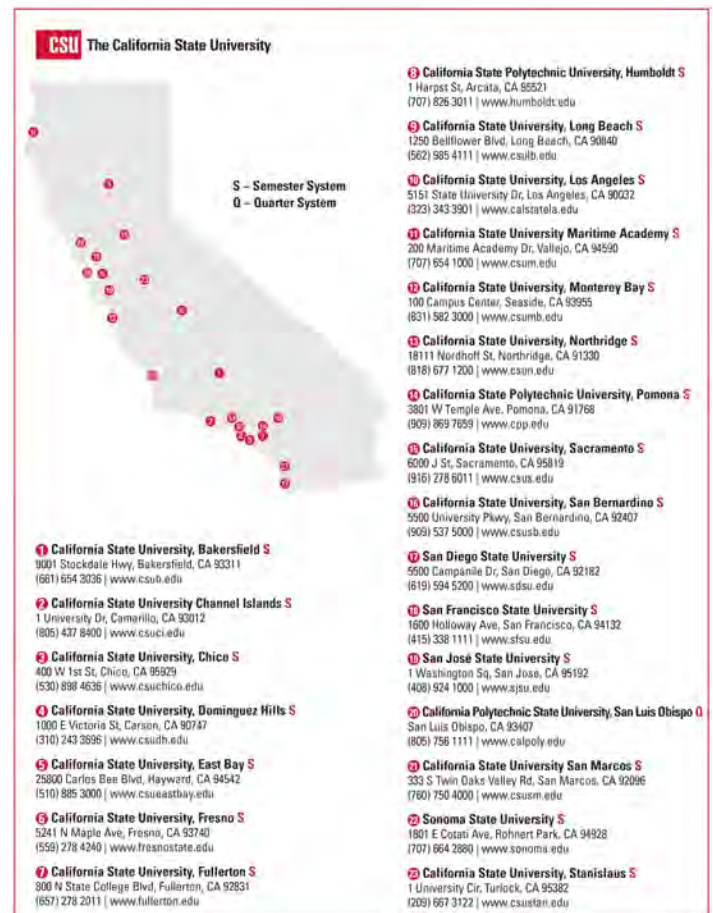 CSU The California State University
S – Semester System
Q – Quarter System
1 California State University, Bakersfield S
9001 Stockdale Hwy, Bakersfield, CA 93311
(661) 654 3036 | www.csub.edu
2 California State University Channel Islands S
1 University Dr, Camarillo, CA 93012
(805) 437 8400 | www.csuci.edu
3 California State University, Chico S
400 W 1st St, Chico, CA 95929
(530) 898 4636 | www.csuchico.edu
4 California State University, Dominguez Hills S
1000 E Victoria St, Carson, CA 90747
(310) 243 3696 | www.csudh.edu
5 California State University, East Bay S
25800 Carlos Bee Blvd, Hayward, CA 94542
(510) 885 3000 | www.csueastbay.edu
6 California State University, Fresno S
5241 N Maple Ave, Fresno, CA 93740
(559) 278 4240 | www.fresnostate.edu
7 California State University, Fullerton S
800 N State College Blvd, Fullerton, CA 92831
(657) 278 2011 | www.fullerton.edu
8 California State Polytechnic University, Humboldt S
1 Harpst St, Arcata, CA 95521
(707) 826 3011 | www.humboldt.edu
9 California State University, Long Beach S
1250 Bellflower Blvd, Long Beach, CA 90840
(562) 985 4111 | www.csulb.edu
10 California State University, Los Angeles S
5151 State University Dr, Los Angeles, CA 90032
(323) 343 3901 | www.calstatela.edu
11 California State University Maritime Academy S
200 Maritime Academy Dr, Vallejo, CA 94590
(707) 654 1000 | www.csum.edu
12 California State University, Monterey Bay S
100 Campus Center, Seaside, CA 93955
(831) 582 3000 | www.csumb.edu
13 California State University, Northridge S
18111 Nordhoff St, Northridge, CA 91330
(818) 677 1200 | www.csun.edu
14 California State Polytechnic University, Pomona S
3801 W Temple Ave, Pomona, CA 91768
(909) 869 7659 | www.cpp.edu
15 California State University, Sacramento S
6000 J St, Sacramento, CA 95819
(916) 278 6011 | www.csus.edu
16 California State University, San Bernardino S
5500 University Pkwy, San Bernardino, CA 92407
(909) 537 5000 | www.csusb.edu
17 San Diego State University S
5500 Campanile Dr, San Diego, CA 92182
(619) 594 5200 | www.sdsu.edu
18 San Francisco State University S
1600 Holloway Ave, San Francisco, CA 94132
(415) 338 1111 | www.sfsu.edu
19 San José State University S
1 Washington Sq, San Jose, CA 95192
(408) 924 1000 | www.sjsu.edu
20 California Polytechnic State University, San Luis Obispo Q
San Luis Obispo, CA 93407
(805) 756 1111 | www.calpoly.edu
21 California State University San Marcos S
333 S Twin Oaks Valley Rd, San Marcos, CA 92096
(760) 750 4000 | www.csusm.edu
22 Sonoma State University S
1801 E Cotati Ave, Rohnert Park, CA 94928
(707) 664 2880 | www.sonoma.edu
23 California State University, Stanislaus S
1 University Cir, Turlock, CA 95382
(209) 667 3122 | www.csustan.edu